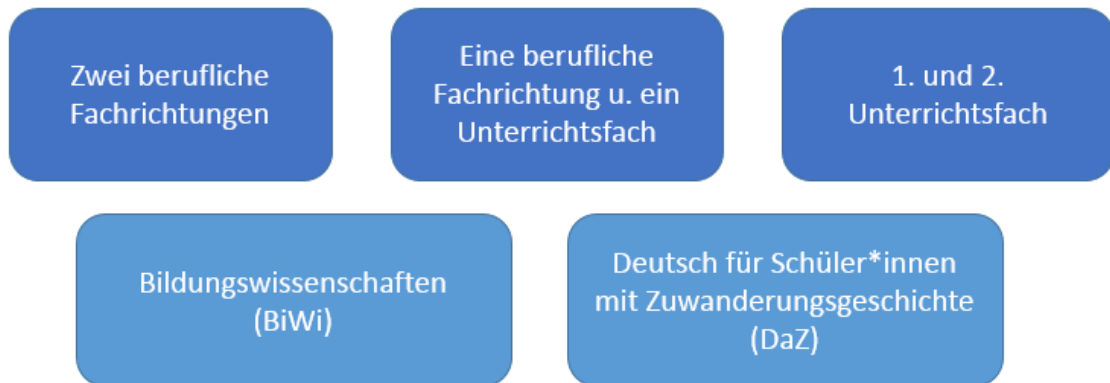 Zwei berufliche
Fachrichtungen
Eine berufliche
Fachrichtung u. ein
Unterrichtsfach
1. und 2.
Unterrichtsfach
Bildungswissenschaften
(BiWi)
Deutsch für Schüler*innen
mit Zuwanderungsgeschichte
(DaZ)